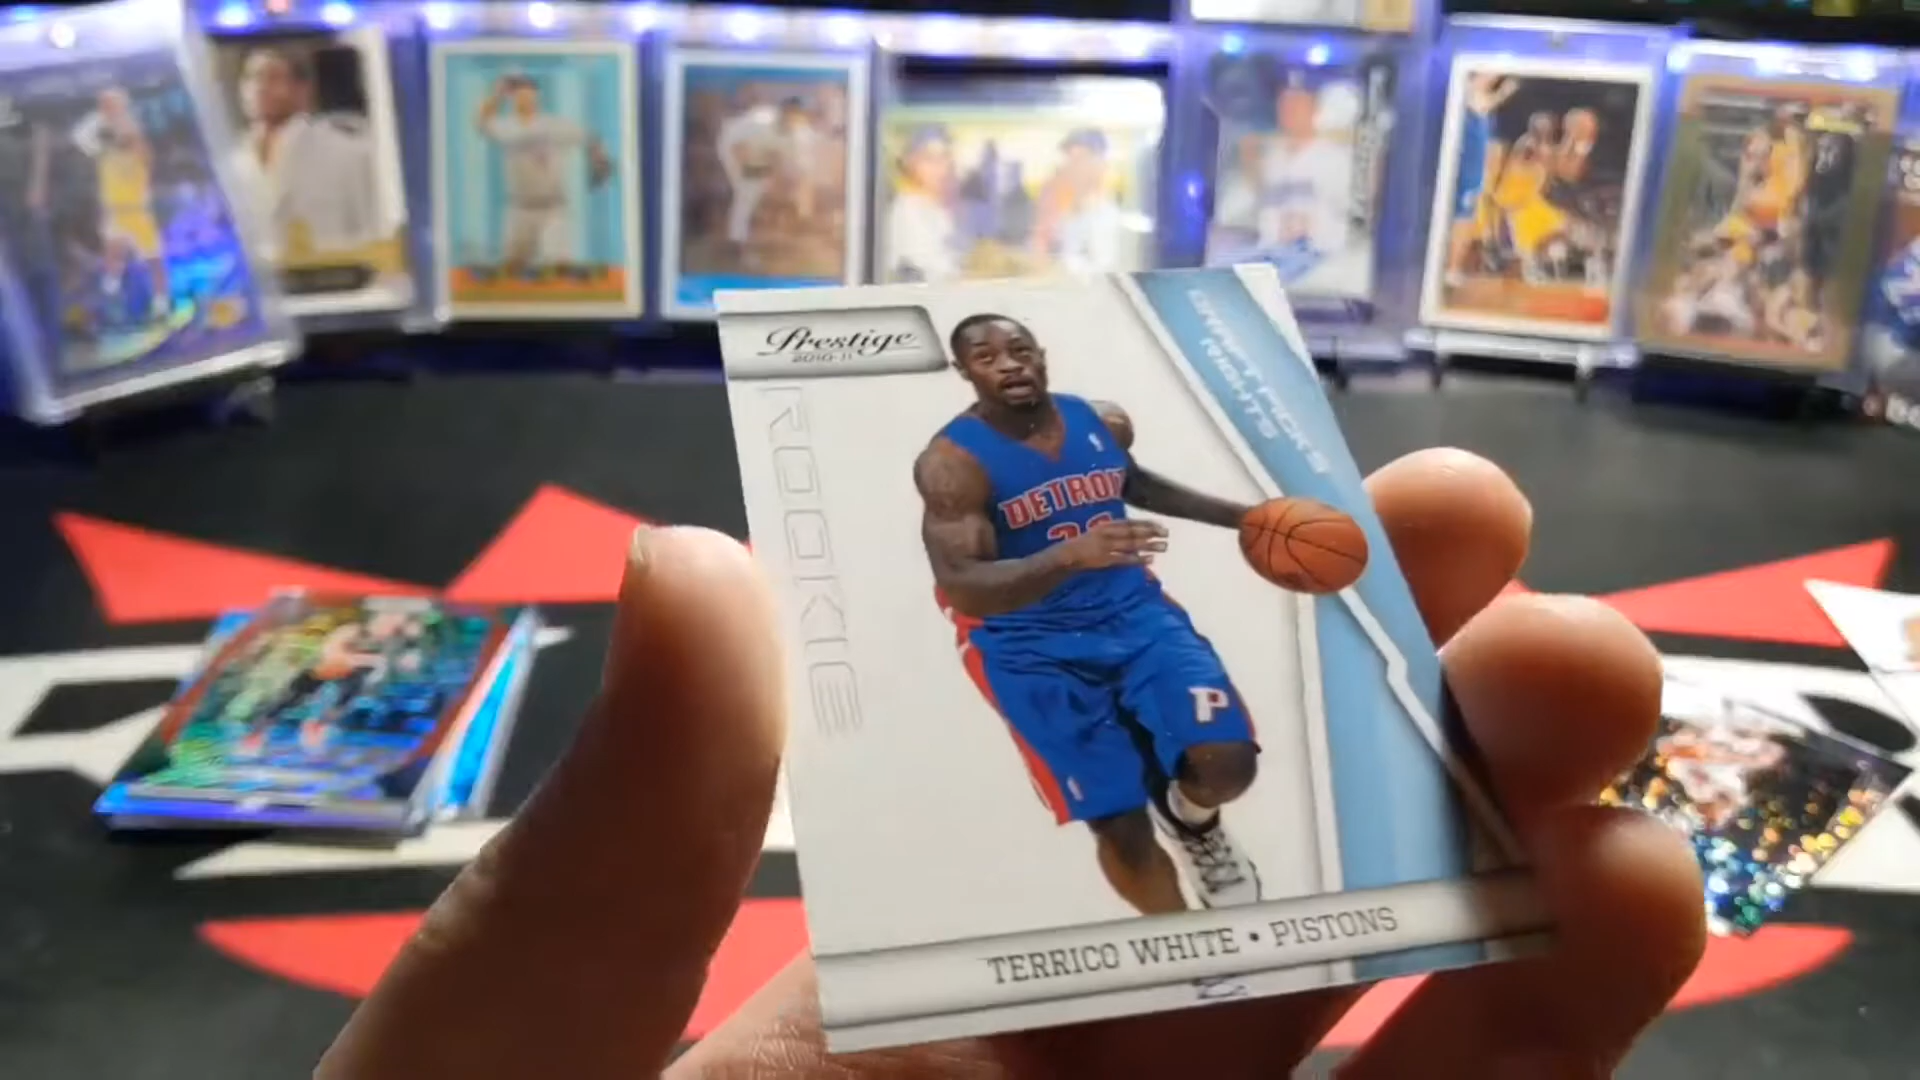 Prestige
2010-11
ROOKIE
DRAFT PICKS
RIGHTS
DETROIT
P
TERRICO WHITE • PISTONS